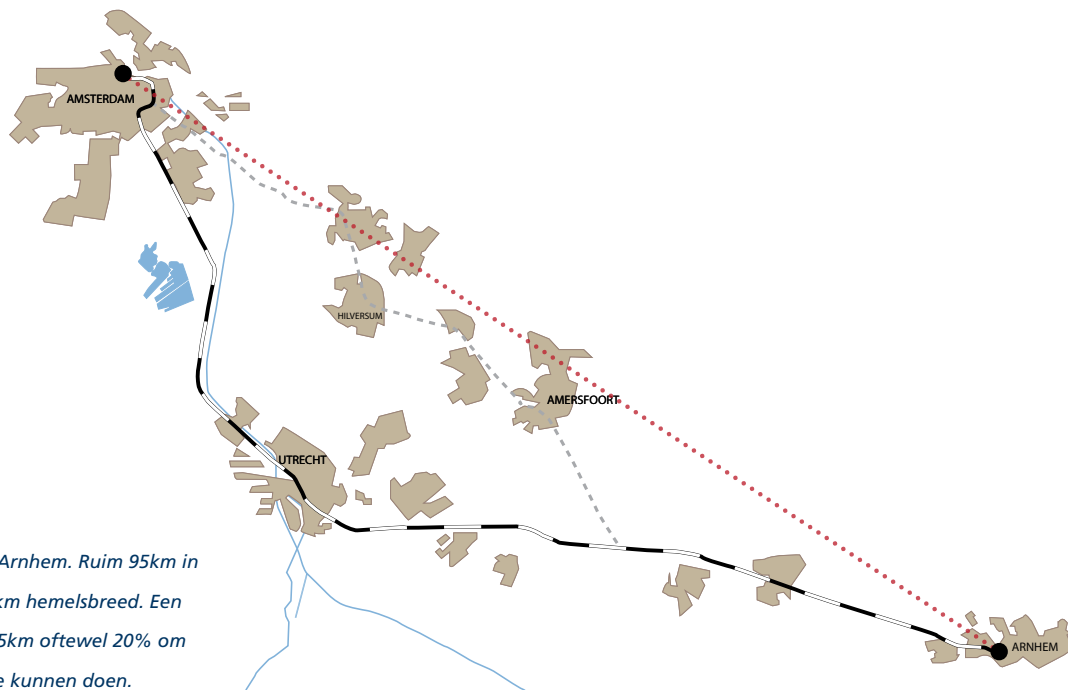 AMSTERDAM
HILVERSUM
AMERSFOORT
UTRECHT
ARNHEM
Arnhem. Ruim 95km in
km hemelsbreed. Een
5km oftewel 20% om
e kunnen doen.